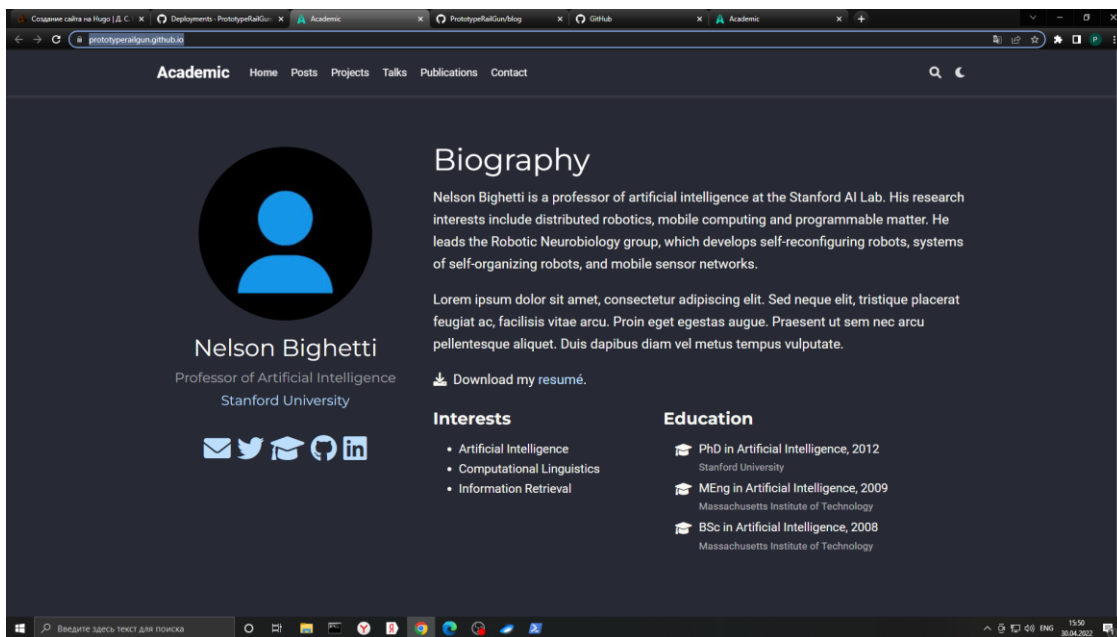 Создание сайта на Hugo | Д. С. |
Deployments · PrototypeRailGun
Academic
PrototypeRailGun/blog
GitHub
Academic
prototyperailgun.github.io
Academic Home Posts Projects Talks Publications Contact
Biography
Nelson Bighetti is a professor of artificial intelligence at the Stanford AI Lab. His research
interests include distributed robotics, mobile computing and programmable matter. He
leads the Robotic Neurobiology group, which develops self-reconfiguring robots, systems
of self-organizing robots, and mobile sensor networks.
Lorem ipsum dolor sit amet, consectetur adipiscing elit. Sed neque elit, tristique placerat
feugiat ac, facilisis vitae arcu. Proin eget egestas augue. Praesent ut sem nec arcu
pellentesque aliquet. Duis dapibus diam vel metus tempus vulputate.
Download my resumé.
Nelson Bighetti
Professor of Artificial Intelligence
Stanford University
Interests
Artificial Intelligence
Computational Linguistics
Information Retrieval
Education
PhD in Artificial Intelligence, 2012
Stanford University
MEng in Artificial Intelligence, 2009
Massachusetts Institute of Technology
BSc in Artificial Intelligence, 2008
Massachusetts Institute of Technology
Введите здесь текст для поиска
ENG
15:50
30.04.2022